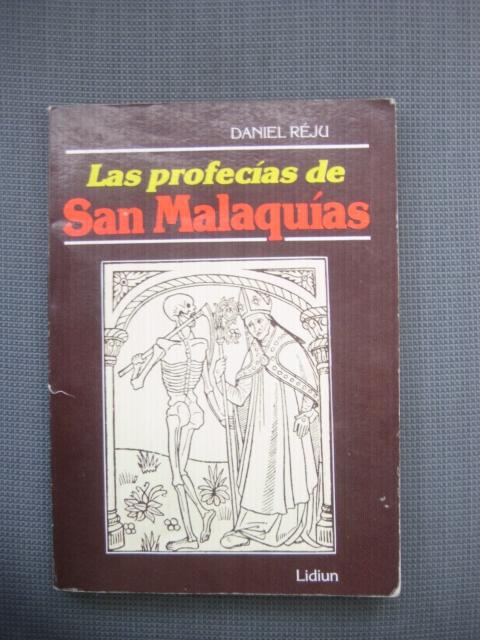 DANIEL RÉJU
Las profecías de
San Malaquías
Lidiun